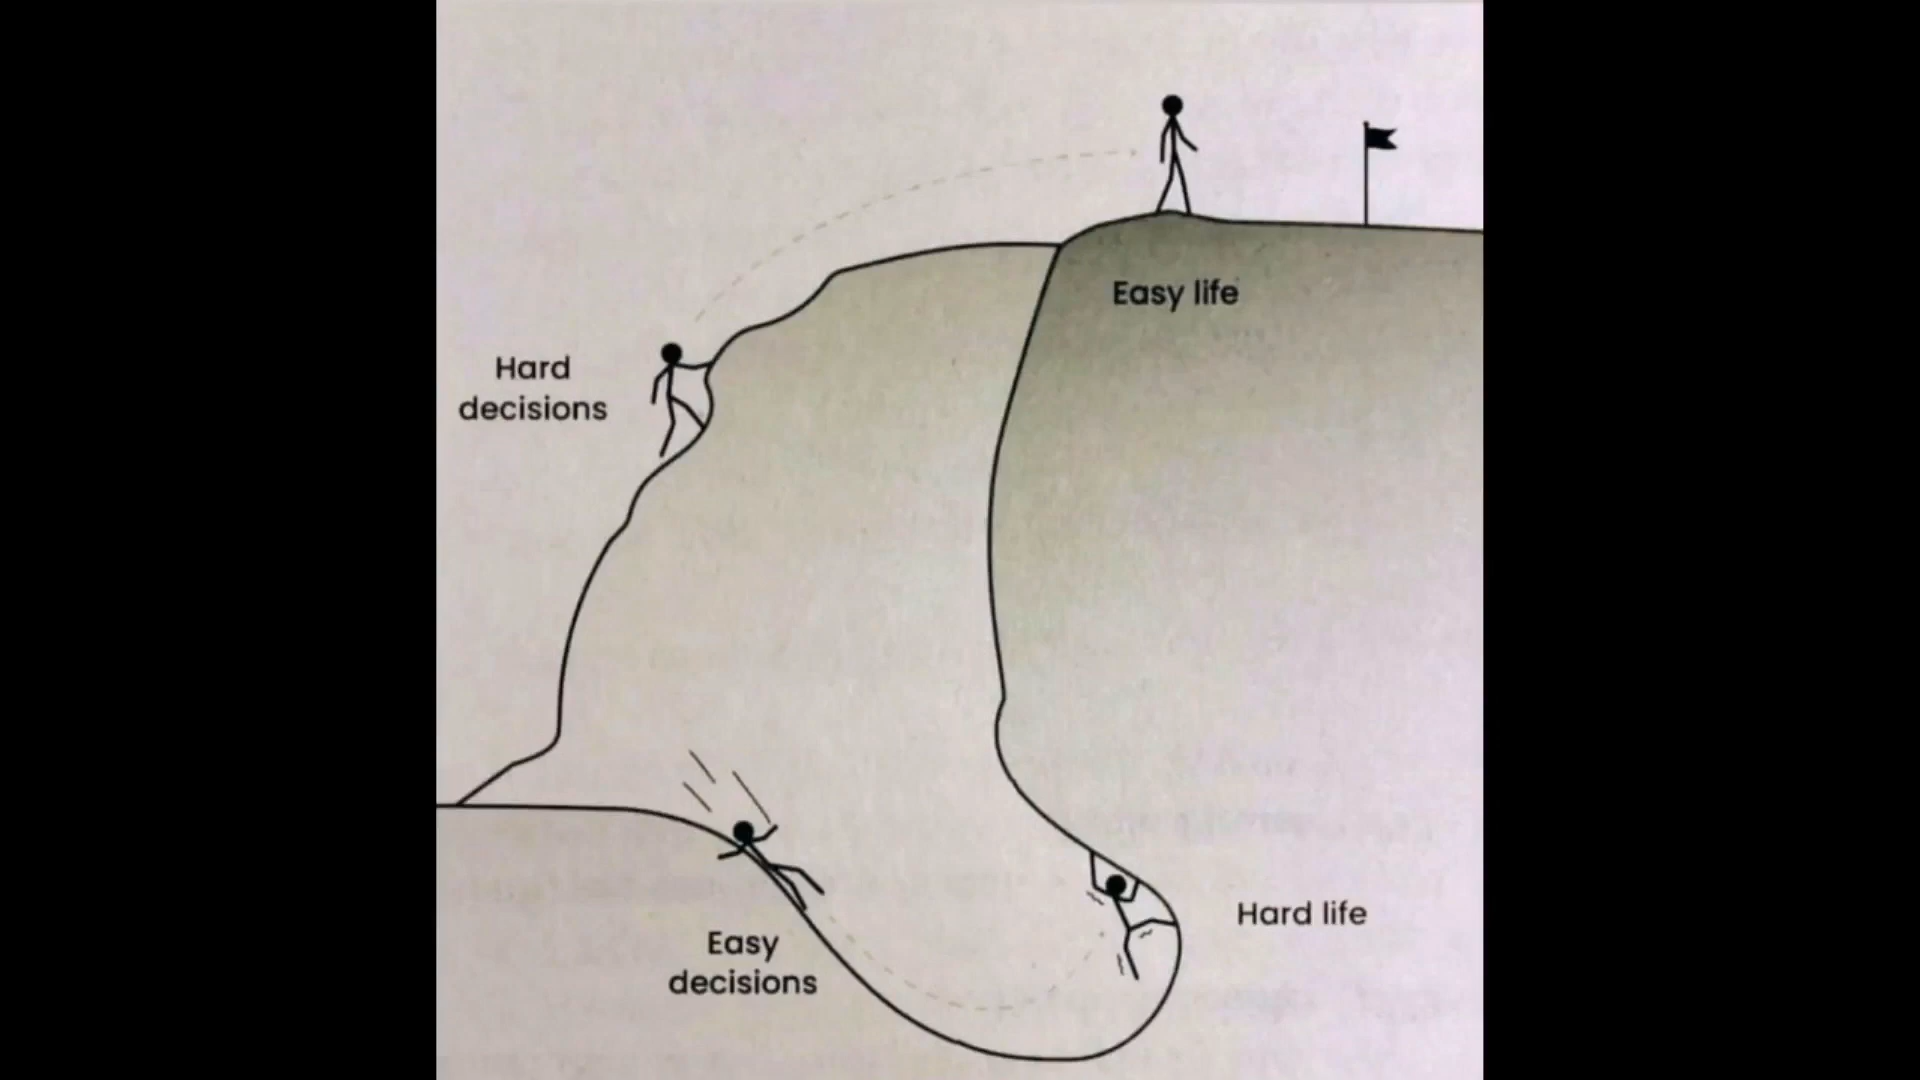 Easy life
Hard
decisions
Hard life
Easy
decisions